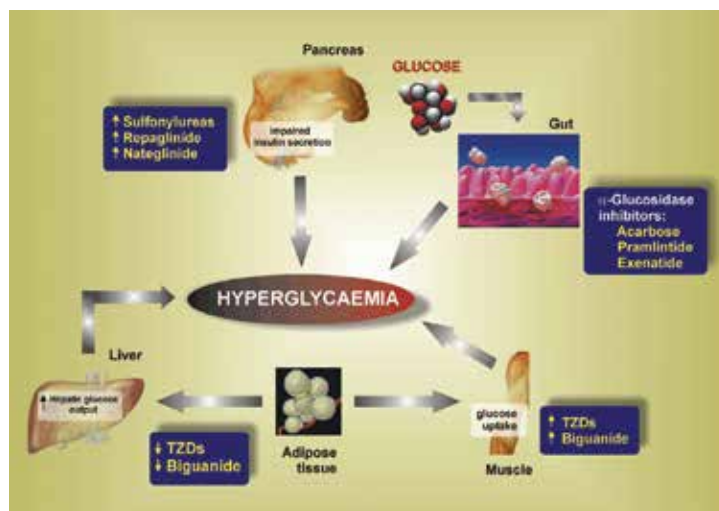 Pancreas
GLUCOSE
↑ Sulfonylureas
↑ Repaglinide
↑ Nateglinide
impaired
insulin secretion
Gut
α-Glucosidase
inhibitors:
Acarbose
Pramlintide
Exenatide
HYPERGLYCAEMIA
Liver
↑ Hepatic glucose
output
glucose
uptake
↑ TZDs
↑ Biguanide
↓ TZDs
↓ Biguanide
Adipose
tissue
Muscle